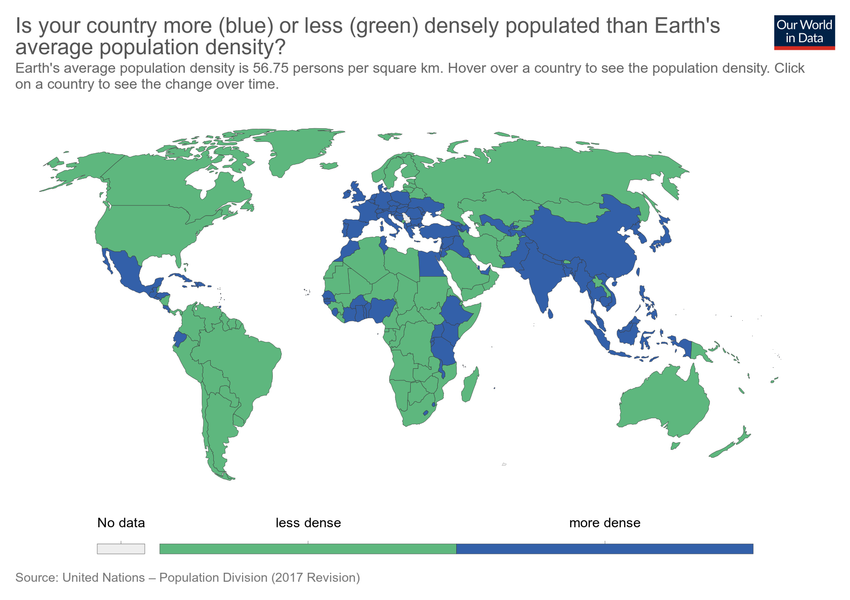 Is your country more (blue) or less (green) densely populated than Earth's
average population density?
Our World
in Data
Earth's average population density is 56.75 persons per square km. Hover over a country to see the population density. Click
on a country to see the change over time.
No data
less dense
more dense
Source: United Nations – Population Division (2017 Revision)